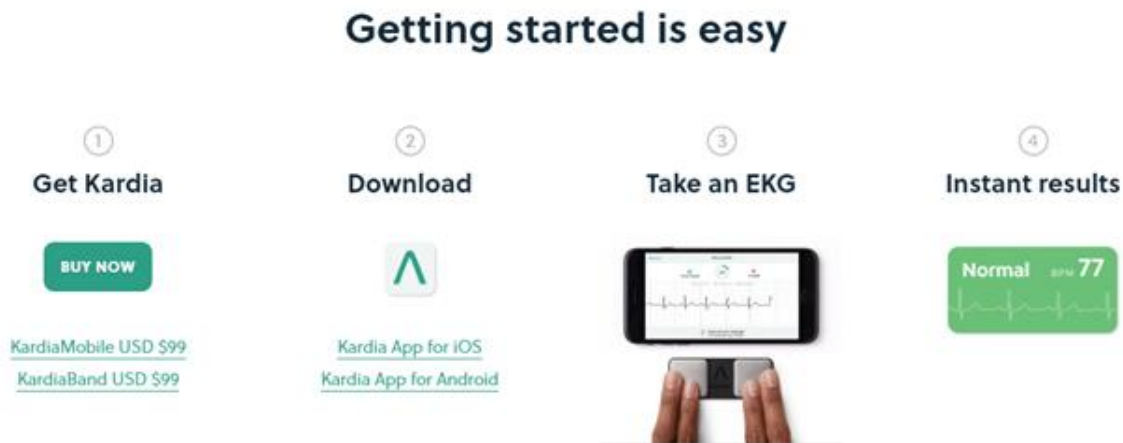 Getting started is easy
1
Get Kardia
BUY NOW
KardiaMobile USD $99
KardiaBand USD $99
2
Download
Kardia App for iOS
Kardia App for Android
3
Take an EKG
4
Instant results
Normal BPM 77